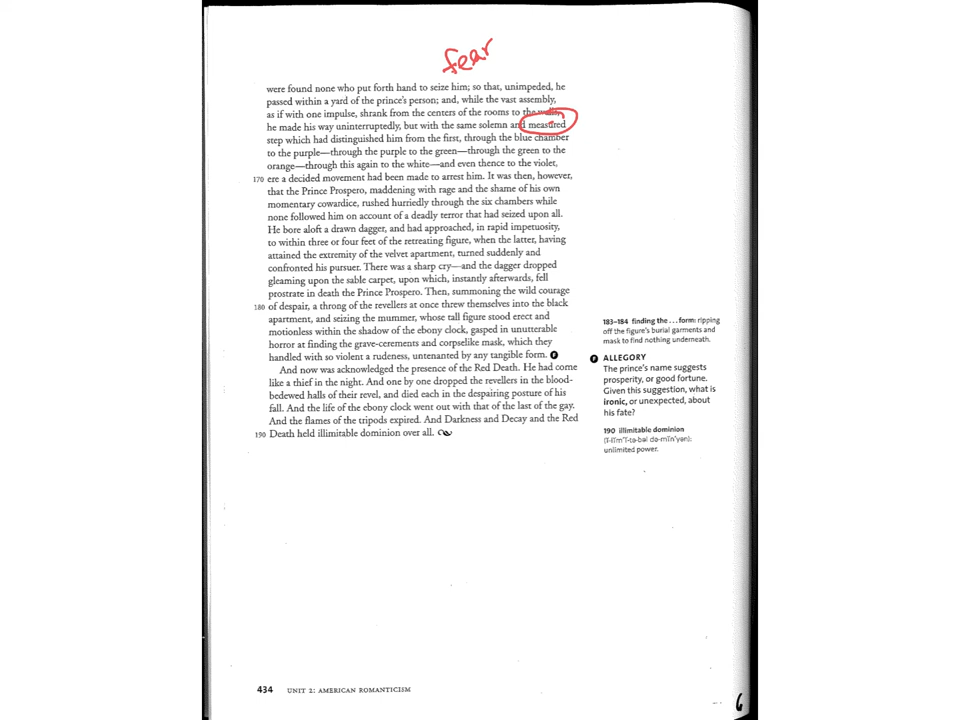 fear
were found none who put forth hand to seize him; so that, unimpeded, he
passed within a yard of the prince's person; and, while the vast assembly,
as if with one impulse, shrank from the centers of the rooms to the walls,
he made his way uninterruptedly, but with the same solemn and measured
step which had distinguished him from the first, through the blue chamber
to the purple—through the purple to the green—through the green to the
orange—through this again to the white—and even thence to the violet,
170 ere a decided movement had been made to arrest him. It was then, however,
that the Prince Prospero, maddening with rage and the shame of his own
momentary cowardice, rushed hurriedly through the six chambers while
none followed him on account of a deadly terror that had seized upon all.
He bore aloft a drawn dagger, and had approached, in rapid impetuosity,
to within three or four feet of the retreating figure, when the latter, having
attained the extremity of the velvet apartment, turned suddenly and
confronted his pursuer. There was a sharp cry—and the dagger dropped
gleaming upon the sable carpet, upon which, instantly afterwards, fell
prostrate in death the Prince Prospero. Then, summoning the wild courage
180 of despair, a throng of the revellers at once threw themselves into the black
apartment, and seizing the mummer, whose tall figure stood erect and
motionless within the shadow of the ebony clock, gasped in unutterable
horror at finding the grave-cerements and corpselike mask, which they
handled with so violent a rudeness, untenanted by any tangible form. F
And now was acknowledged the presence of the Red Death. He had come
like a thief in the night. And one by one dropped the revellers in the blood-
bedewed halls of their revel, and died each in the despairing posture of his
fall. And the life of the ebony clock went out with that of the last of the gay.
And the flames of the tripods expired. And Darkness and Decay and the Red
190 Death held illimitable dominion over all.
183–184 finding the . . . form: ripping
off the figure's burial garments and
mask to find nothing underneath.
F ALLEGORY
The prince's name suggests
prosperity, or good fortune.
Given this suggestion, what is
ironic, or unexpected, about
his fate?
190 illimitable dominion
(ĭ-lĭmʹĭ-tə-bəl də-mĭnʹyən):
unlimited power.
434 UNIT 2: AMERICAN ROMANTICISM
6